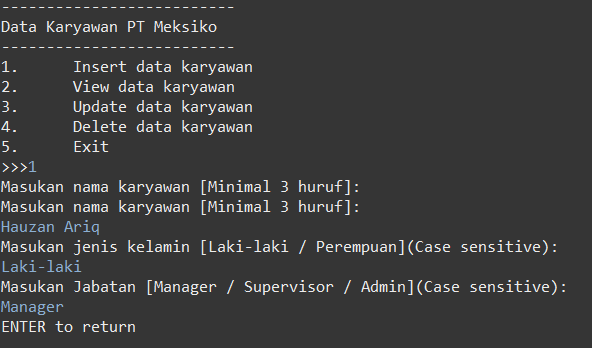 --------------------------
Data Karyawan PT Meksiko
--------------------------
1.      Insert data karyawan
2.      View data karyawan
3.      Update data karyawan
4.      Delete data karyawan
5.      Exit
>>>1
Masukan nama karyawan [Minimal 3 huruf]:
Masukan nama karyawan [Minimal 3 huruf]:
Hauzan Ariq
Masukan jenis kelamin [Laki-laki / Perempuan](Case sensitive):
Laki-laki
Masukan Jabatan [Manager / Supervisor / Admin](Case sensitive):
Manager
ENTER to return